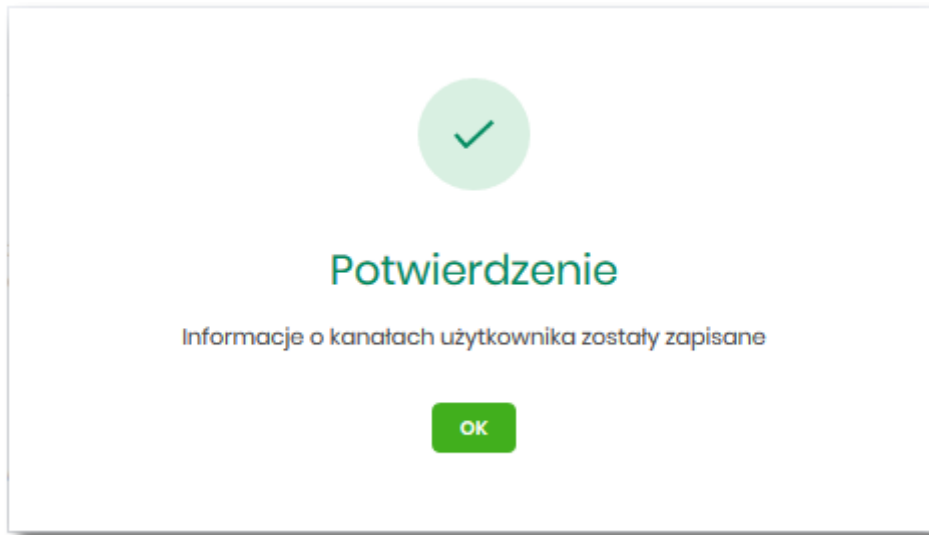 Potwierdzenie
Informacje o kanałach użytkownika zostały zapisane
OK